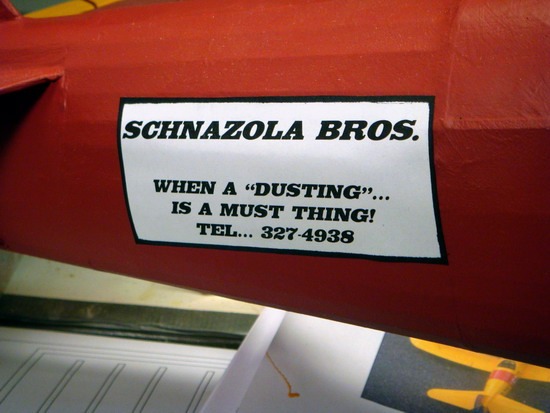 SCHNAZOLA BROS.
WHEN A “DUSTING”...
IS A MUST THING!
TEL... 327-4938